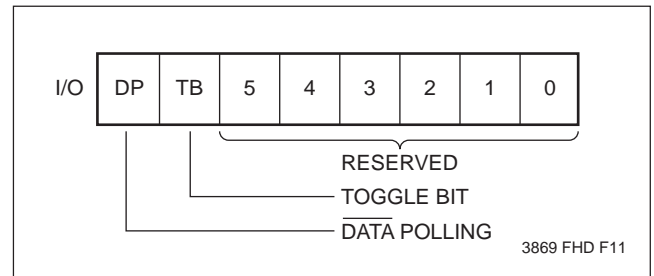 I/O DP TB 5 4 3 2 1 0
RESERVED
TOGGLE BIT
DATA POLLING
3869 FHD F11